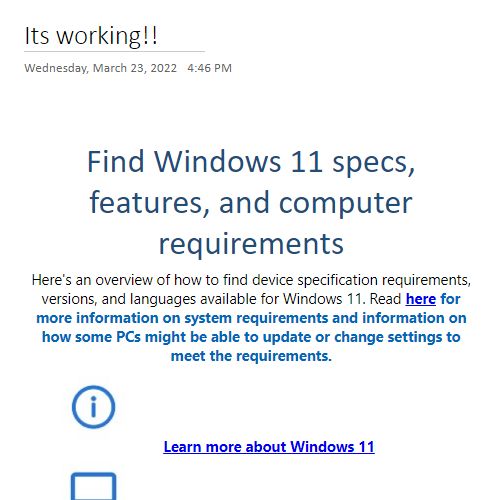 Its working!!
Wednesday, March 23, 2022 4:46 PM
Find Windows 11 specs,
features, and computer
requirements
Here's an overview of how to find device specification requirements,
versions, and languages available for Windows 11. Read here for
more information on system requirements and information on
how some PCs might be able to update or change settings to
meet the requirements.
Learn more about Windows 11